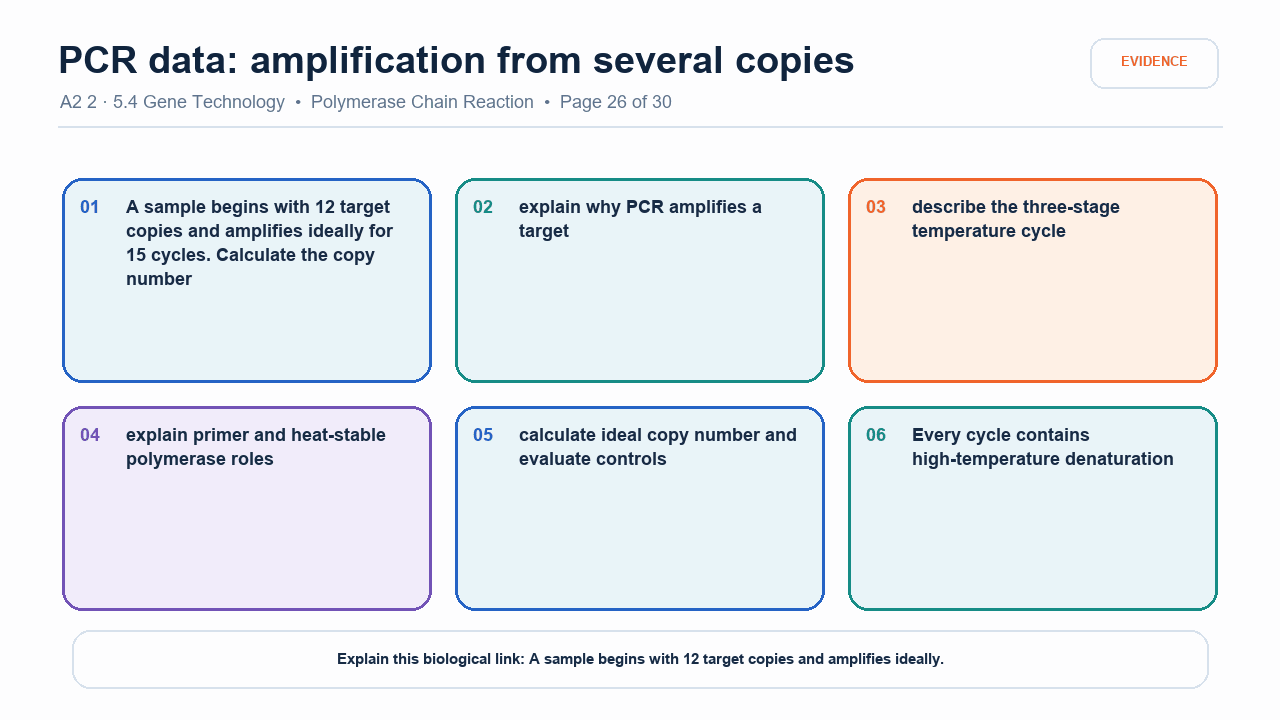 PCR data: amplification from several copies
EVIDENCE
A2 2 · 5.4 Gene Technology • Polymerase Chain Reaction • Page 26 of 30
01
A sample begins with 12 target
copies and amplifies ideally for
15 cycles. Calculate the copy
number
02
explain why PCR amplifies a
target
03
describe the three-stage
temperature cycle
04
explain primer and heat-stable
polymerase roles
05
calculate ideal copy number and
evaluate controls
06
Every cycle contains
high-temperature denaturation
Explain this biological link: A sample begins with 12 target copies and amplifies ideally.